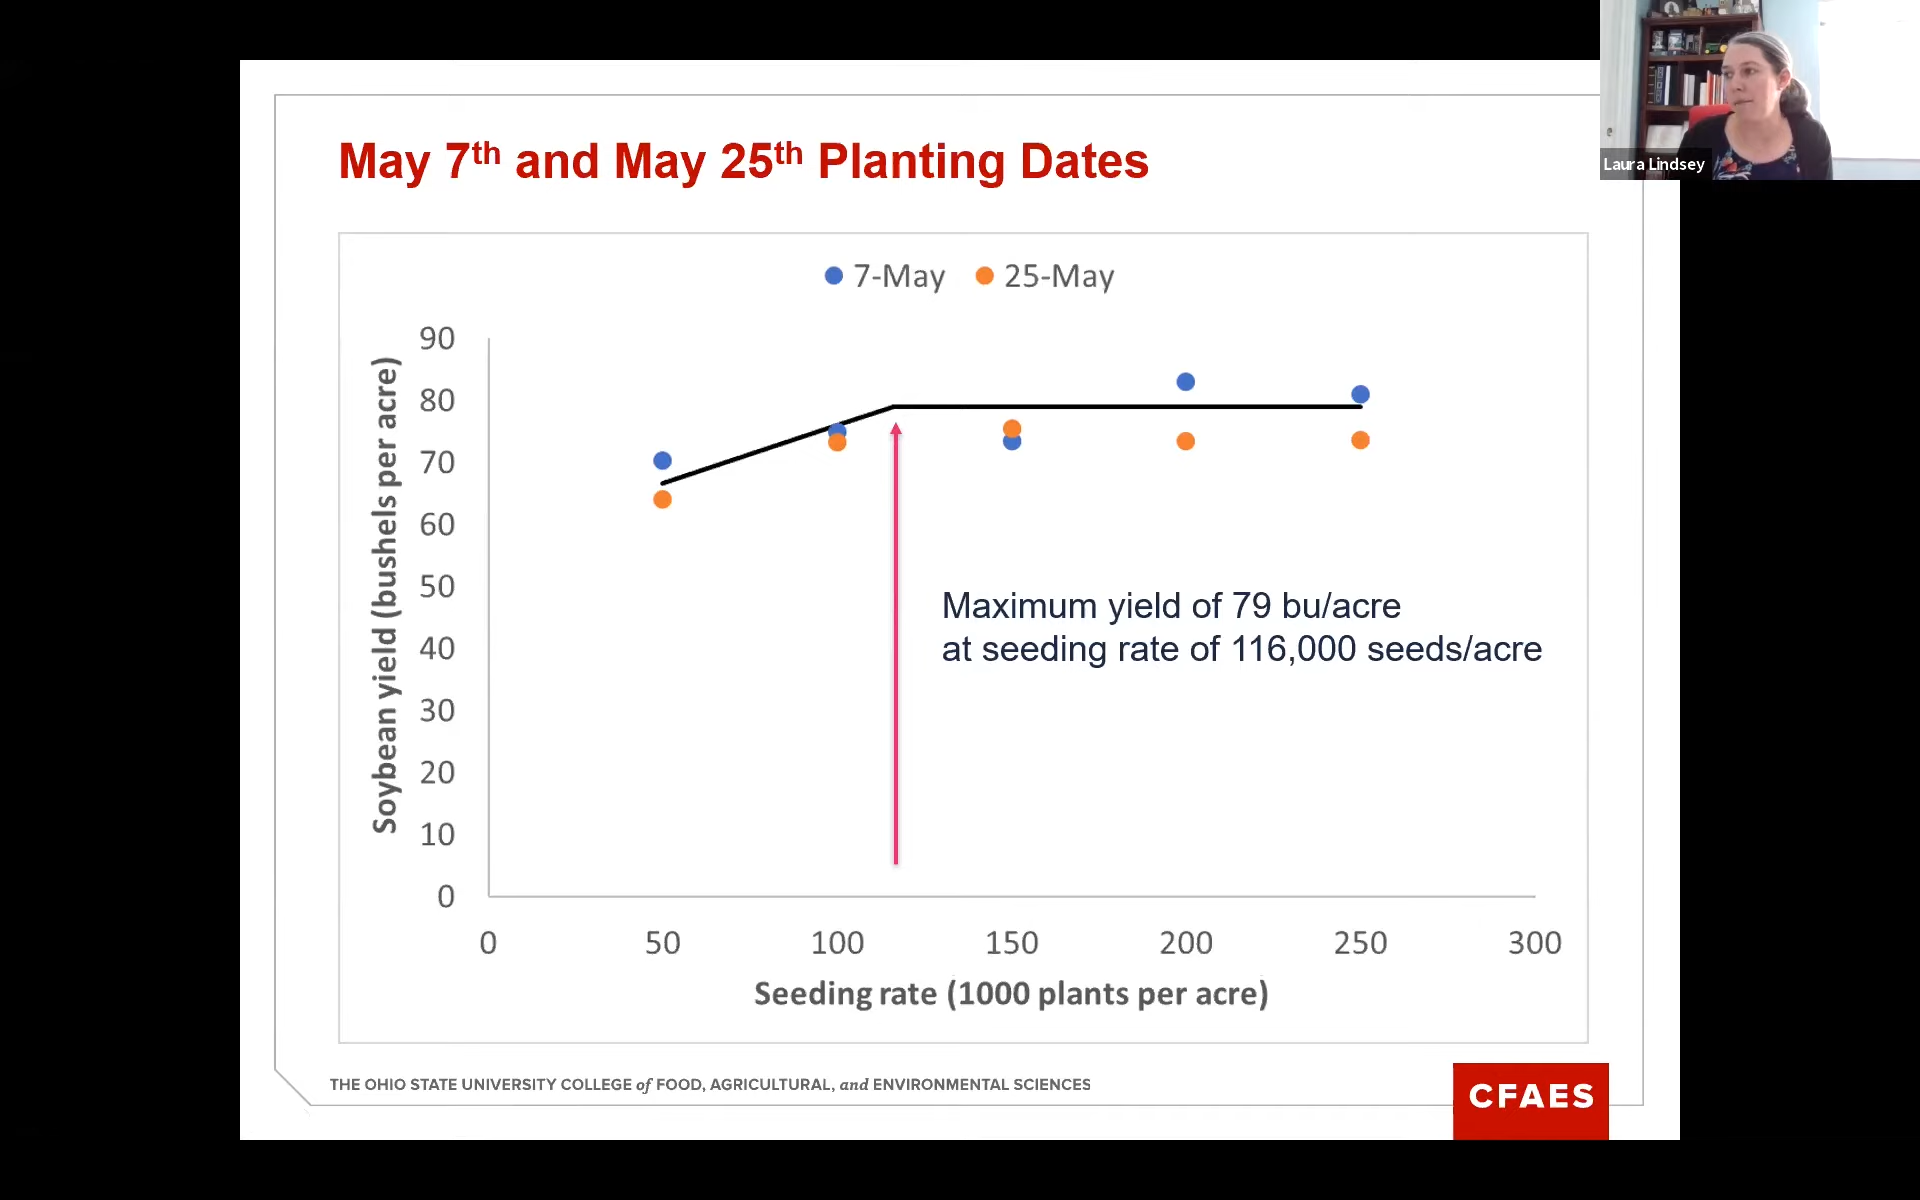 Laura Lindsey
May 7th and May 25th Planting Dates
7-May 25-May
Soybean yield (bushels per acre)
90
80
70
60
50
40
30
20
10
0
Maximum yield of 79 bu/acre
at seeding rate of 116,000 seeds/acre
0 50 100 150 200 250 300
Seeding rate (1000 plants per acre)
THE OHIO STATE UNIVERSITY COLLEGE of FOOD, AGRICULTURAL, and ENVIRONMENTAL SCIENCES
CFAES